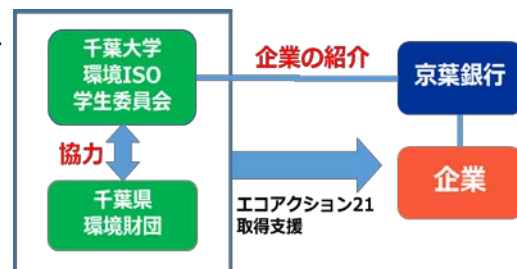 千葉大学
環境ISO
学生委員会
企業の紹介
京葉銀行
協力
千葉県
環境財団
エコアクション21
取得支援
企業